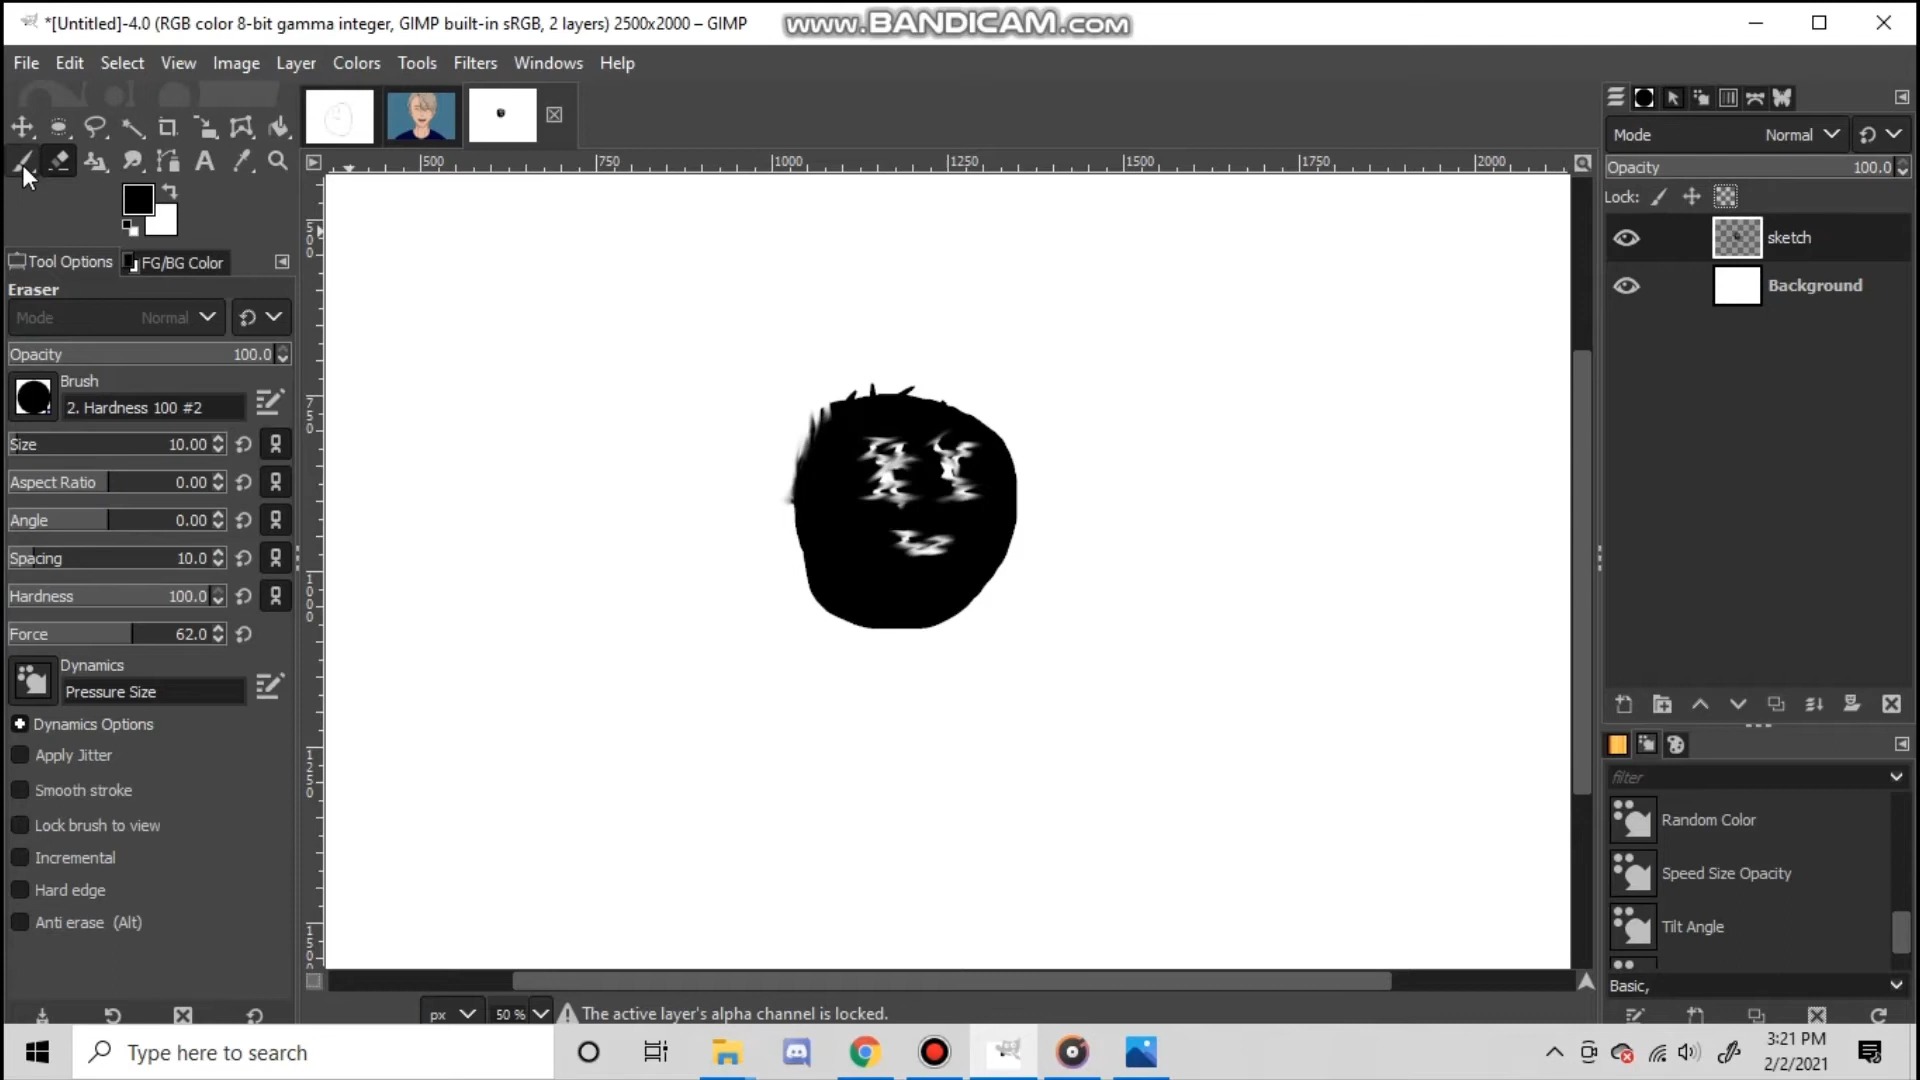 *[Untitled]-4.0 (RGB color 8-bit gamma integer, GIMP built-in sRGB, 2 layers) 2500x2000 – GIMP
www.BANDICAM.com
File Edit Select View Image Layer Colors Tools Filters Windows Help
500 750 1000 1250 1500 1750 2000
Mode Normal
Opacity 100.0
Lock:
sketch
Background
Tool Options FG/BG Color
Eraser
Mode Normal
Opacity 100.0
Brush
2. Hardness 100 #2
Size 10.00
Aspect Ratio 0.00
Angle 0.00
Spacing 10.0
Hardness 100.0
Force 62.0
Dynamics
Pressure Size
Dynamics Options
Apply Jitter
Smooth stroke
Lock brush to view
Incremental
Hard edge
Anti erase (Alt)
500
750
1000
1250
1500
filter
Random Color
Speed Size Opacity
Tilt Angle
Basic,
px 50 % The active layer's alpha channel is locked.
Type here to search
3:21 PM
2/2/2021